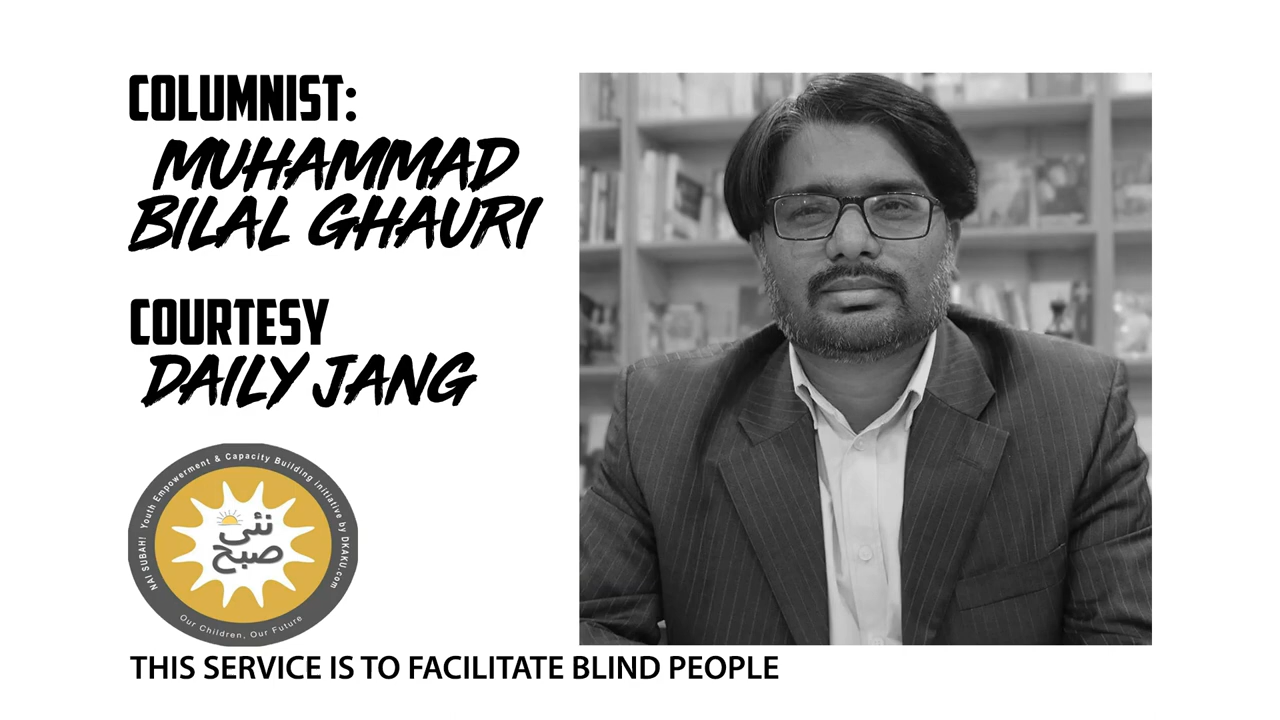 COLUMNIST:
MUHAMMAD
BILAL GHAURI
COURTESY
DAILY JANG
NAI SUBAH! Youth Empowerment & Capacity Building initiative by DKAKU.com
نئی
صبح
Our Children, Our Future
THIS SERVICE IS TO FACILITATE BLIND PEOPLE